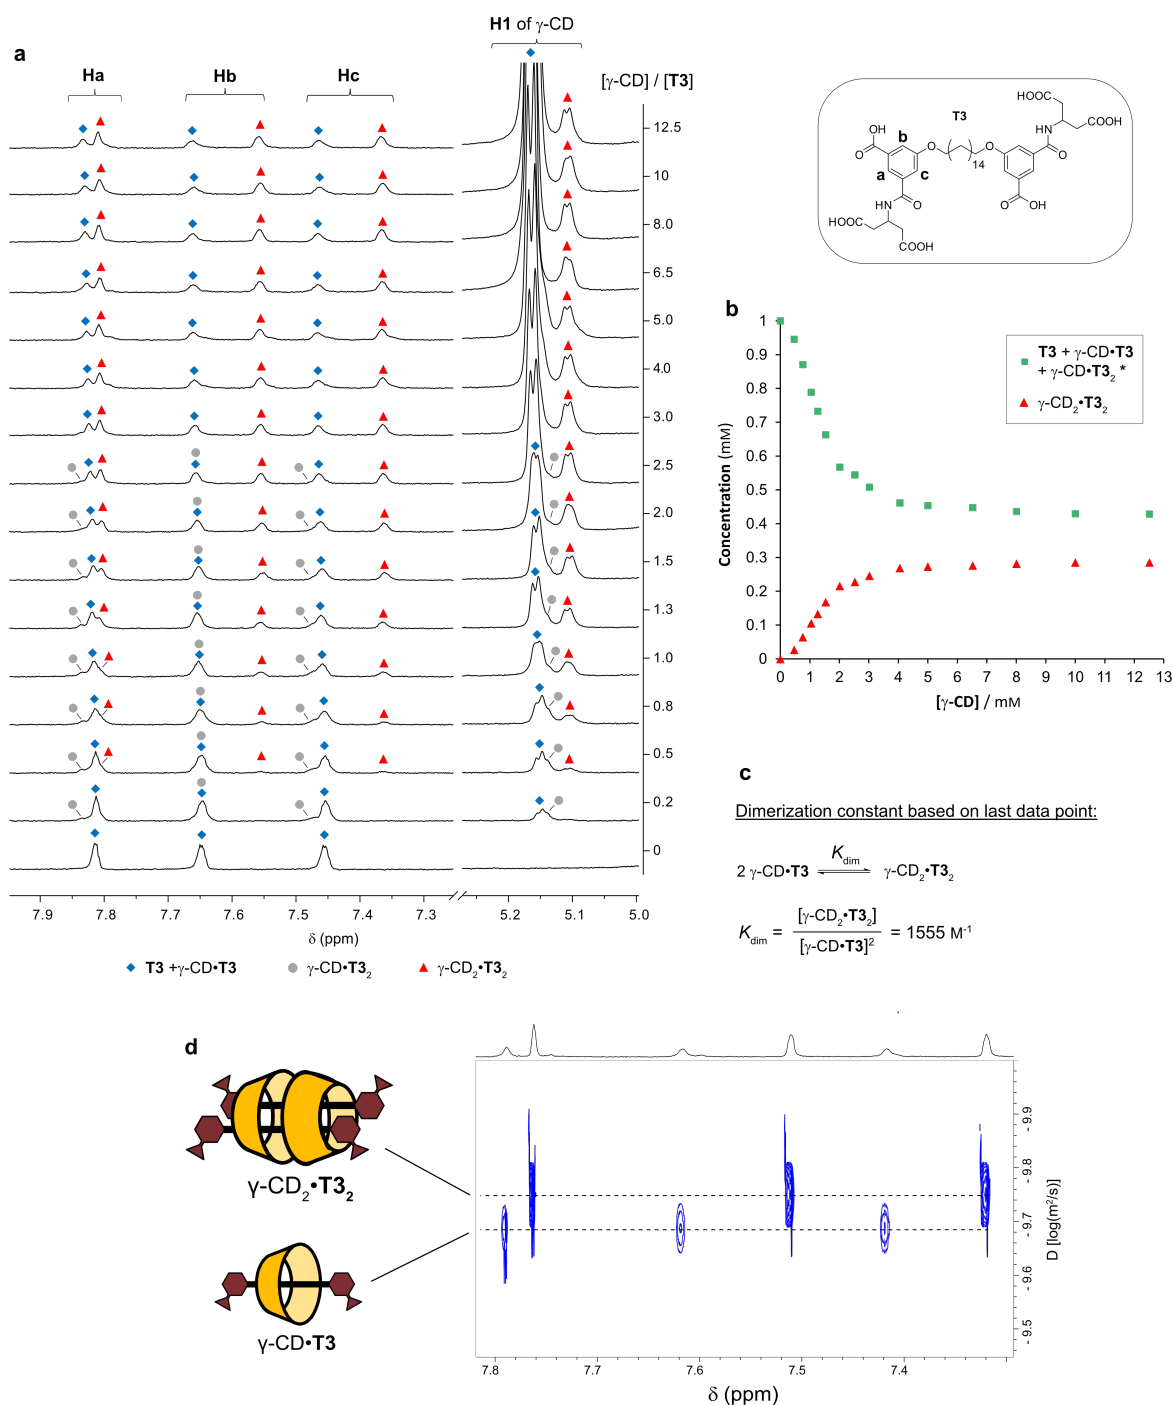 a
H1 of γ-CD
Ha
Hb
Hc
[γ-CD] / [T3]
12.5
10
8.0
6.5
5.0
4.0
3.0
2.5
2.0
1.5
1.3
1.0
0.8
0.5
0.2
0
7.9 7.8 7.7 7.6 7.5 7.4 7.3 5.2 5.1 5.0
δ (ppm)
T3 +γ-CD•T3
γ-CD•T3₂
γ-CD₂•T3₂
T3
HOOC
COOH
HN
O
OH
O
b
O
14
O
a
c
O
HN
O
O
OH
HOOC
COOH
b
1
0.9
0.8
0.7
0.6
0.5
0.4
0.3
0.2
0.1
0
Concentration (mM)
0 1 2 3 4 5 6 7 8 9 10 11 12 13
[γ-CD] / mM
T3 + γ-CD•T3
+ γ-CD•T3₂ *
γ-CD₂•T3₂
c
Dimerization constant based on last data point:
2 γ-CD•T3 Kdim γ-CD₂•T3₂
Kdim = [γ-CD₂•T3₂] / [γ-CD•T3]² = 1555 M⁻¹
d
γ-CD₂•T3₂
γ-CD•T3
- 9.9
- 9.8
- 9.7
- 9.6
- 9.5
D [log(m²/s)]
7.8 7.7 7.6 7.5 7.4
δ (ppm)